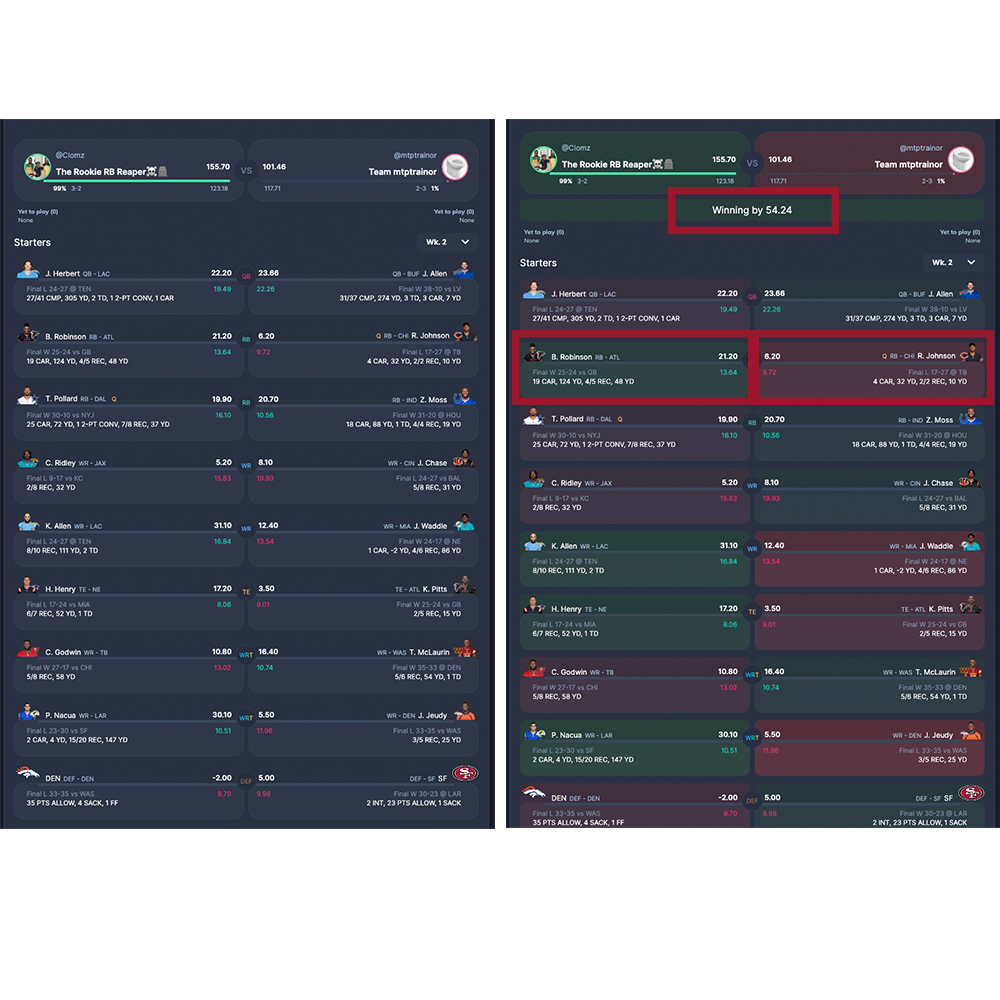 @Clomz
The Rookie RB Reaper☠️🪦 155.70 VS 101.46 @mtptrainor
Team mtptrainor
99% 3-2 123.18 117.71 2-3 1%
Yet to play (0) Yet to play (0)
None None
Starters Wk. 2
J. Herbert QB - LAC 22.20 QB 23.66 QB - BUF J. Allen
Final L 24-27 @ TEN 19.49 22.26 Final W 38-10 vs LV
27/41 CMP, 305 YD, 2 TD, 1 2-PT CONV, 1 CAR 31/37 CMP, 274 YD, 3 TD, 3 CAR, 7 YD
B. Robinson RB - ATL 21.20 RB 6.20 Q RB - CHI R. Johnson
Final W 25-24 vs GB 13.64 9.72 Final L 17-27 @ TB
19 CAR, 124 YD, 4/5 REC, 48 YD 4 CAR, 32 YD, 2/2 REC, 10 YD
T. Pollard RB - DAL Q 19.90 RB 20.70 RB - IND Z. Moss
Final W 30-10 vs NYJ 16.10 10.56 Final W 31-20 @ HOU
25 CAR, 72 YD, 1 2-PT CONV, 7/8 REC, 37 YD 18 CAR, 88 YD, 1 TD, 4/4 REC, 19 YD
C. Ridley WR - JAX 5.20 WR 8.10 WR - CIN J. Chase
Final L 9-17 vs KC 15.83 19.93 Final L 24-27 vs BAL
2/8 REC, 32 YD 5/8 REC, 31 YD
K. Allen WR - LAC 31.10 WR 12.40 WR - MIA J. Waddle
Final L 24-27 @ TEN 16.84 13.54 Final W 24-17 @ NE
8/10 REC, 111 YD, 2 TD 1 CAR, -2 YD, 4/6 REC, 86 YD
H. Henry TE - NE 17.20 TE 3.50 TE - ATL K. Pitts
Final L 17-24 vs MIA 8.06 9.01 Final W 25-24 vs GB
6/7 REC, 52 YD, 1 TD 2/5 REC, 15 YD
C. Godwin WR - TB 10.80 WRT 16.40 WR - WAS T. McLaurin
Final W 27-17 vs CHI 13.02 10.74 Final W 35-33 @ DEN
5/8 REC, 58 YD 5/6 REC, 54 YD, 1 TD
P. Nacua WR - LAR 30.10 WRT 5.50 WR - DEN J. Jeudy
Final L 23-30 vs SF 10.51 11.96 Final L 33-35 vs WAS
2 CAR, 4 YD, 15/20 REC, 147 YD 3/5 REC, 25 YD
DEN DEF - DEN -2.00 DEF 5.00 DEF - SF SF
Final L 33-35 vs WAS 9.70 9.98 Final W 30-23 @ LAR
35 PTS ALLOW, 4 SACK, 1 FF 2 INT, 23 PTS ALLOW, 1 SACK
@Clomz
The Rookie RB Reaper☠️🪦 155.70 VS 101.46 @mtptrainor
Team mtptrainor
99% 3-2 123.18 117.71 2-3 1%
Winning by 54.24
Yet to play (0) Yet to play (0)
None None
Starters Wk. 2
J. Herbert QB - LAC 22.20 QB 23.66 QB - BUF J. Allen
Final L 24-27 @ TEN 19.49 22.26 Final W 38-10 vs LV
27/41 CMP, 305 YD, 2 TD, 1 2-PT CONV, 1 CAR 31/37 CMP, 274 YD, 3 TD, 3 CAR, 7 YD
B. Robinson RB - ATL 21.20 6.20 Q RB - CHI R. Johnson
Final W 25-24 vs GB 13.64 9.72 Final L 17-27 @ TB
19 CAR, 124 YD, 4/5 REC, 48 YD 4 CAR, 32 YD, 2/2 REC, 10 YD
T. Pollard RB - DAL Q 19.90 RB 20.70 RB - IND Z. Moss
Final W 30-10 vs NYJ 16.10 10.56 Final W 31-20 @ HOU
25 CAR, 72 YD, 1 2-PT CONV, 7/8 REC, 37 YD 18 CAR, 88 YD, 1 TD, 4/4 REC, 19 YD
C. Ridley WR - JAX 5.20 WR 8.10 WR - CIN J. Chase
Final L 9-17 vs KC 15.83 19.93 Final L 24-27 vs BAL
2/8 REC, 32 YD 5/8 REC, 31 YD
K. Allen WR - LAC 31.10 WR 12.40 WR - MIA J. Waddle
Final L 24-27 @ TEN 16.84 13.54 Final W 24-17 @ NE
8/10 REC, 111 YD, 2 TD 1 CAR, -2 YD, 4/6 REC, 86 YD
H. Henry TE - NE 17.20 TE 3.50 TE - ATL K. Pitts
Final L 17-24 vs MIA 8.06 9.01 Final W 25-24 vs GB
6/7 REC, 52 YD, 1 TD 2/5 REC, 15 YD
C. Godwin WR - TB 10.80 WRT 16.40 WR - WAS T. McLaurin
Final W 27-17 vs CHI 13.02 10.74 Final W 35-33 @ DEN
5/8 REC, 58 YD 5/6 REC, 54 YD, 1 TD
P. Nacua WR - LAR 30.10 WRT 5.50 WR - DEN J. Jeudy
Final L 23-30 vs SF 10.51 11.96 Final L 33-35 vs WAS
2 CAR, 4 YD, 15/20 REC, 147 YD 3/5 REC, 25 YD
DEN DEF - DEN -2.00 DEF 5.00 DEF - SF SF
Final L 33-35 vs WAS 9.70 9.98 Final W 30-23 @ LAR
35 PTS ALLOW, 4 SACK, 1 FF 2 INT, 23 PTS ALLOW, 1 SACK